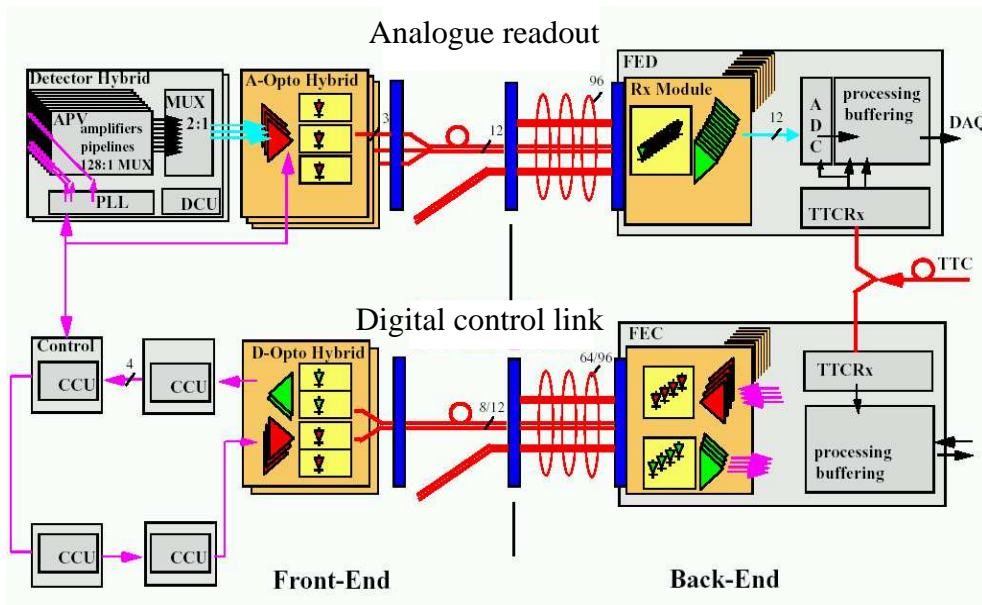 Analogue readout
Detector Hybrid
APV
amplifiers
pipelines
128:1 MUX
MUX
2:1
PLL
DCU
A-Opto Hybrid
3
12
96
FED
Rx Module
12
A
D
C
processing
buffering
DAQ
TTCRx
TTC
Digital control link
Control
CCU
4
CCU
CCU
CCU
D-Opto Hybrid
8/12
64/96
FEC
TTCRx
processing
buffering
Front-End
Back-End